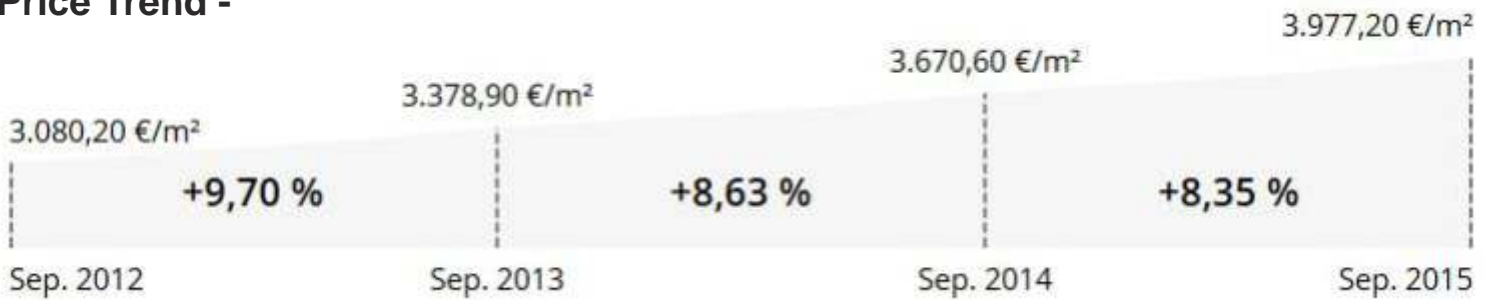 Price Trend -
3.977,20 €/m²
3.670,60 €/m²
3.378,90 €/m²
3.080,20 €/m²
+9,70 % +8,63 % +8,35 %
Sep. 2012 Sep. 2013 Sep. 2014 Sep. 2015